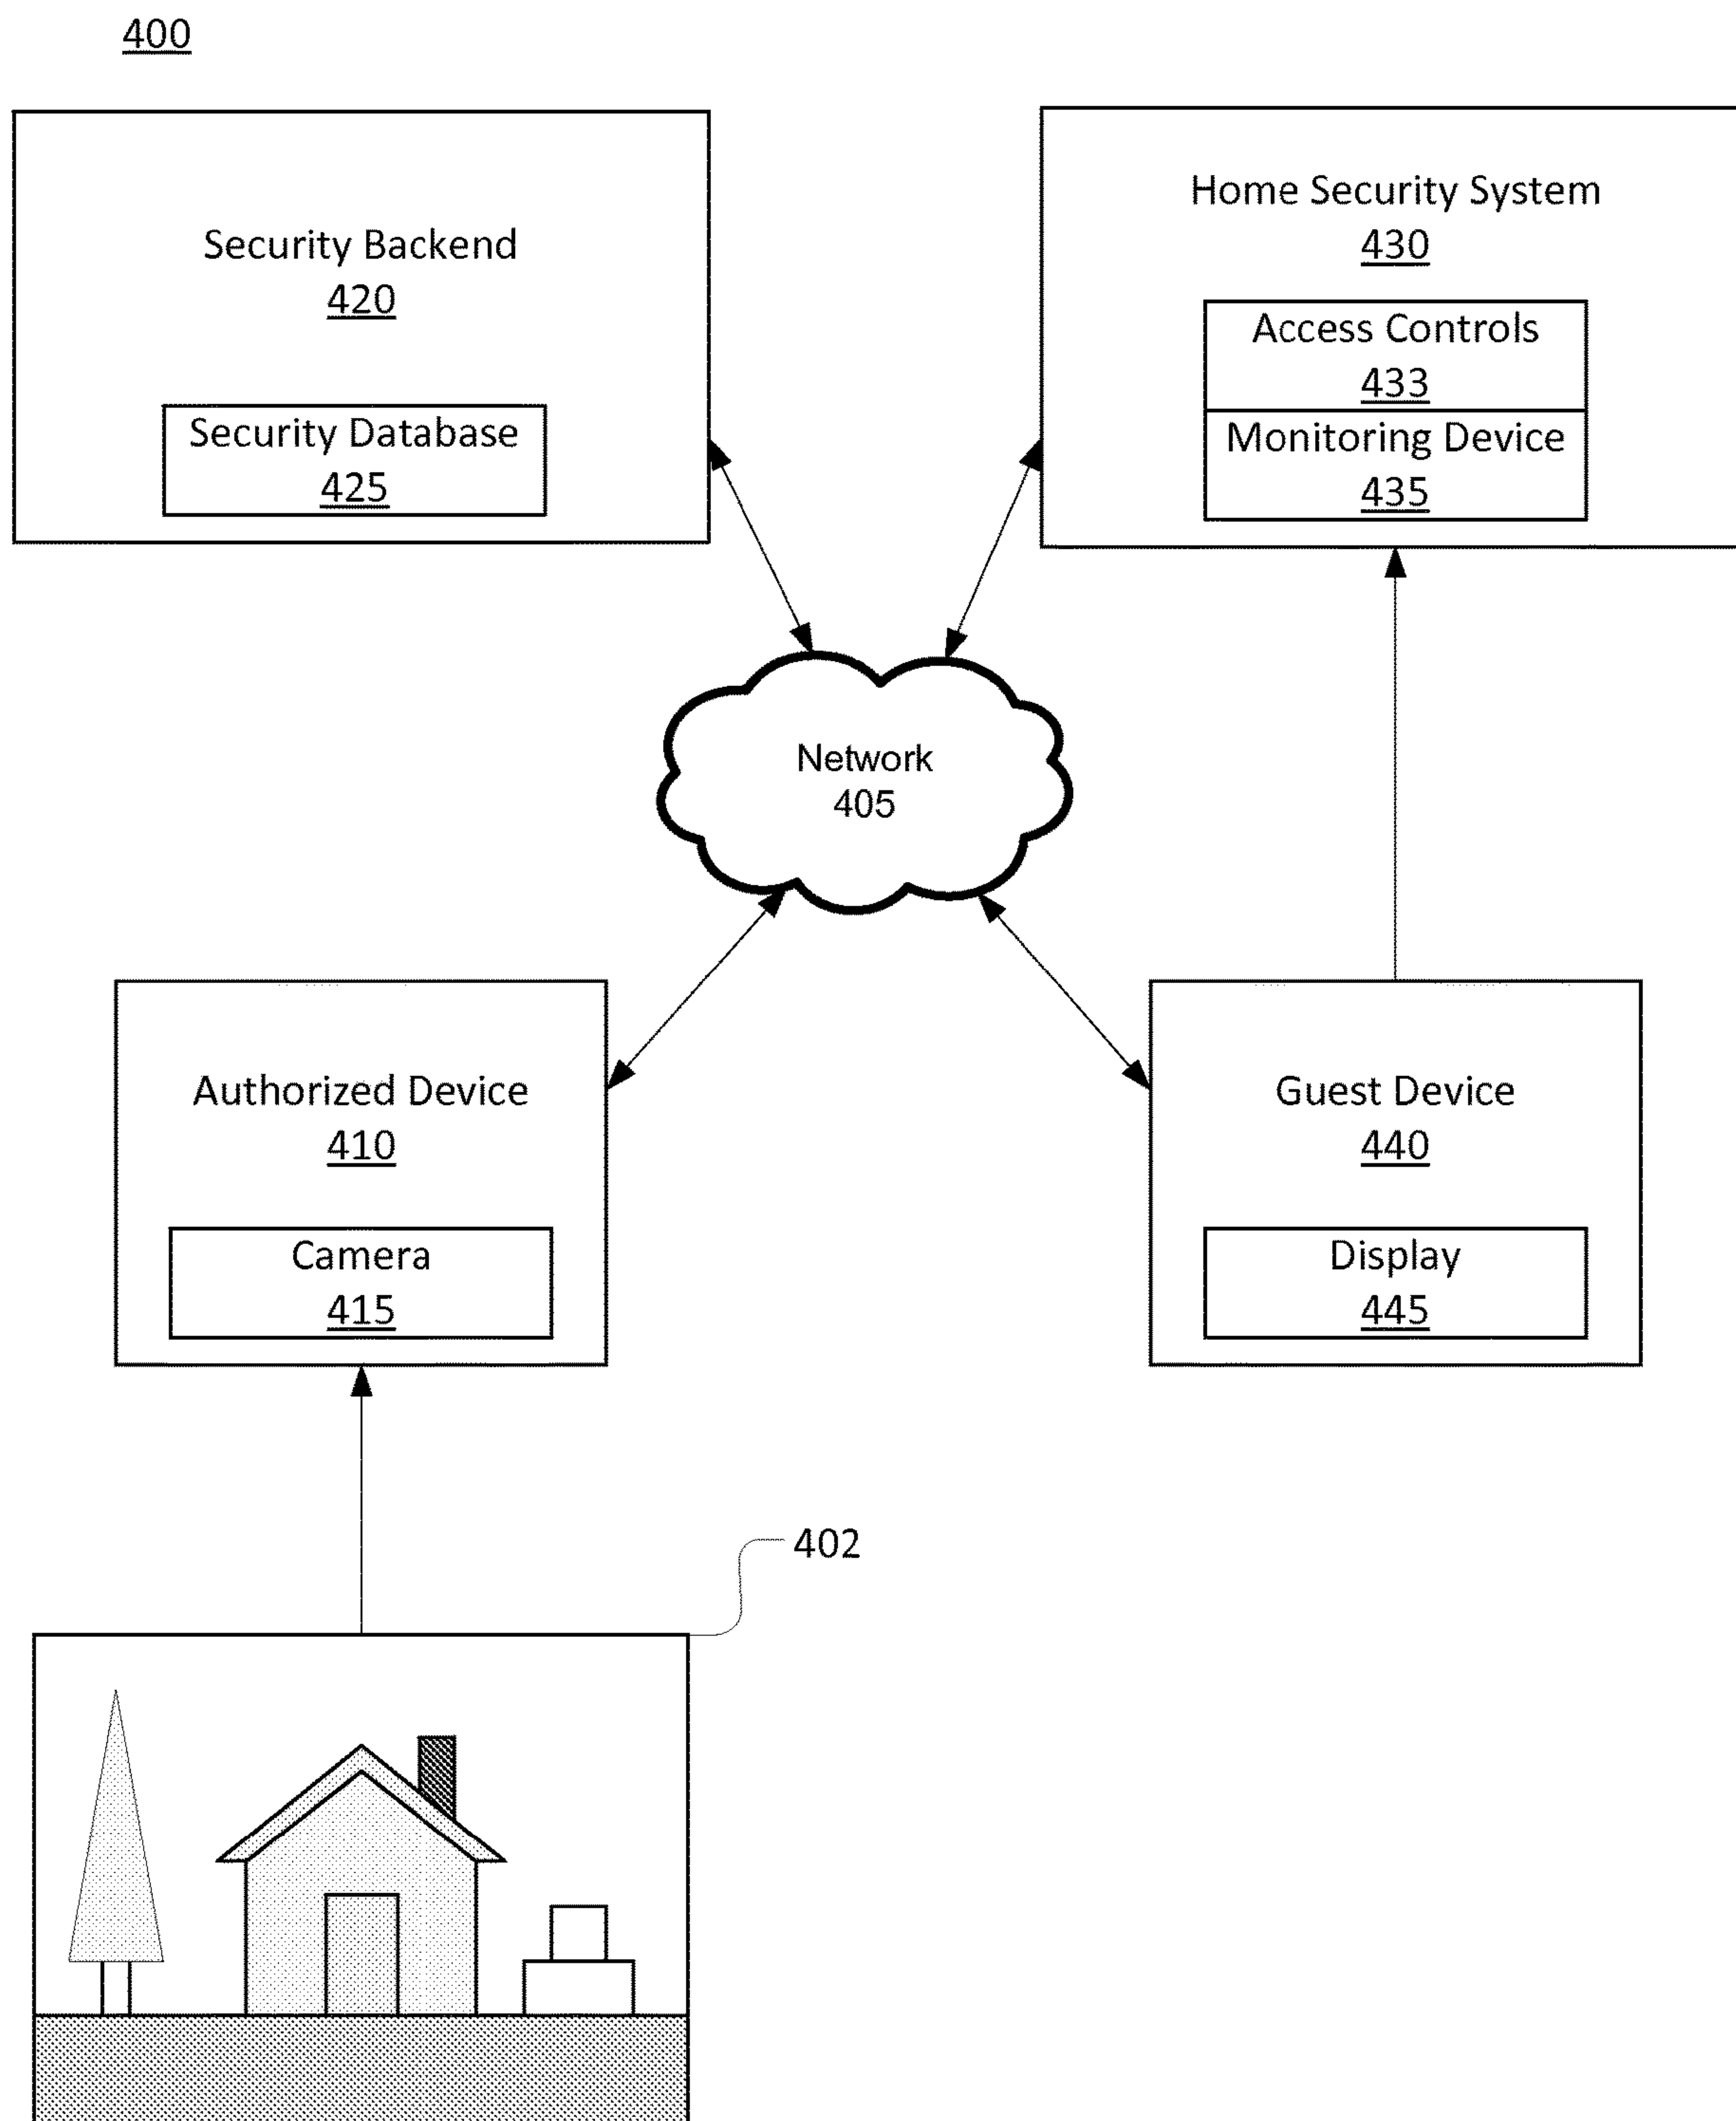 400
Security Backend
420
Security Database
425
Home Security System
430
Access Controls
433
Monitoring Device
435
Network
405
Authorized Device
410
Camera
415
Guest Device
440
Display
445
402